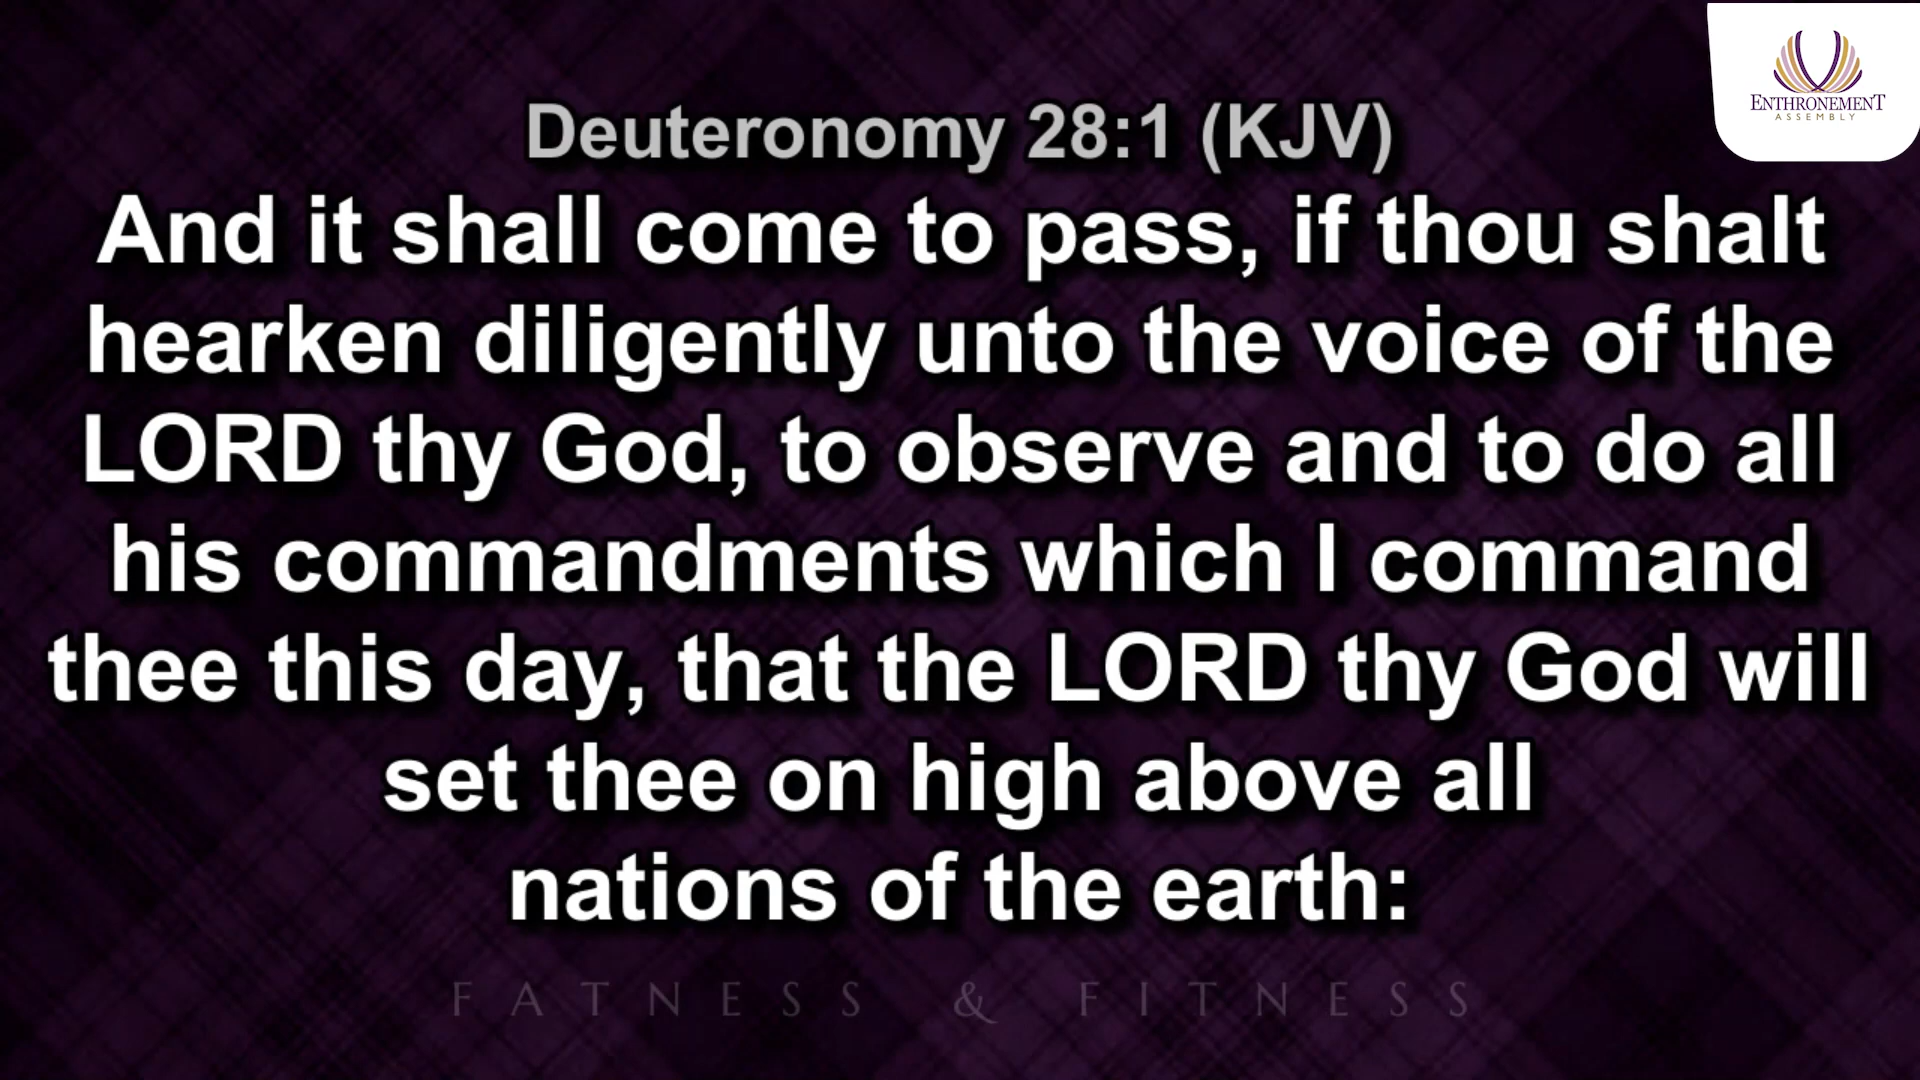 ENTHRONEMENT
ASSEMBLY
Deuteronomy 28:1 (KJV)
And it shall come to pass, if thou shalt
hearken diligently unto the voice of the
LORD thy God, to observe and to do all
his commandments which I command
thee this day, that the LORD thy God will
set thee on high above all
nations of the earth:
FATNESS & FITNESS